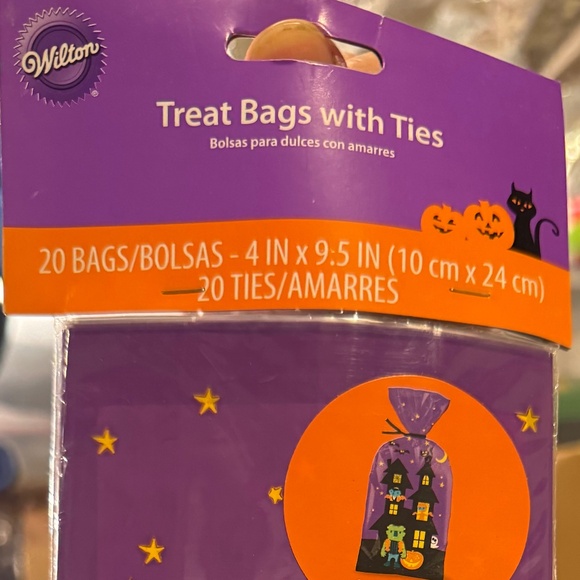 Wilton®
Treat Bags with Ties
Bolsas para dulces con amarres
20 BAGS/BOLSAS - 4 IN x 9.5 IN (10 cm x 24 cm)
20 TIES/AMARRES